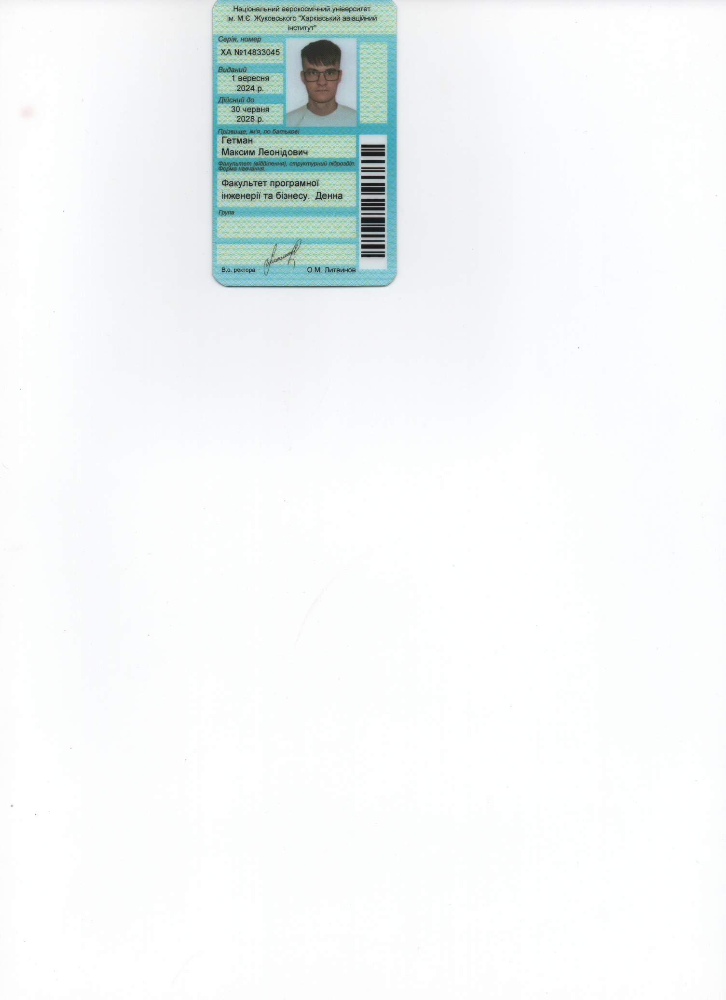 Національний аерокосмічний університет
ім. М.Є. Жуковського "Харківський авіаційний
інститут"
Серія, номер
ХА №14833045
Виданий
1 вересня
2024 р.
Дійсний до
30 червня
2028 р.
Прізвище, ім'я, по батькові
Гетман
Максим Леонідович
Факультет (відділення), структурний підрозділ.
Форма навчання.
Факультет програмної
інженерії та бізнесу.  Денна
Група
В.о. ректора
О.М. Литвинов